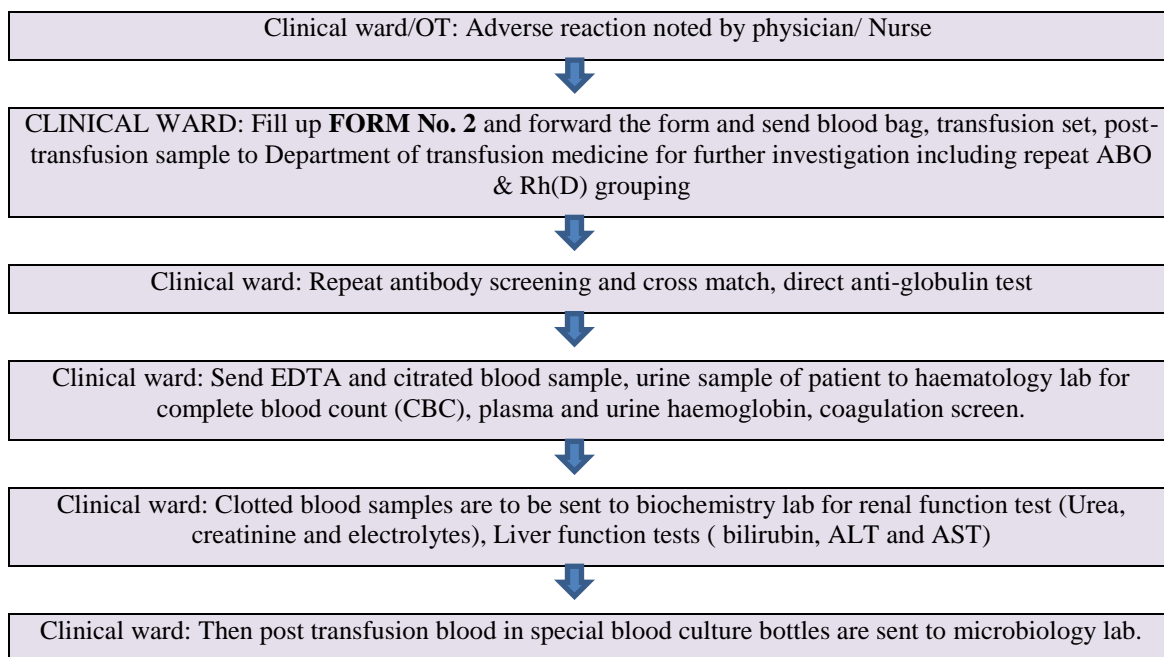 Clinical ward/OT: Adverse reaction noted by physician/ Nurse
CLINICAL WARD: Fill up FORM No. 2 and forward the form and send blood bag, transfusion set, post-
transfusion sample to Department of transfusion medicine for further investigation including repeat ABO
& Rh(D) grouping
Clinical ward: Repeat antibody screening and cross match, direct anti-globulin test
Clinical ward: Send EDTA and citrated blood sample, urine sample of patient to haematology lab for
complete blood count (CBC), plasma and urine haemoglobin, coagulation screen.
Clinical ward: Clotted blood samples are to be sent to biochemistry lab for renal function test (Urea,
creatinine and electrolytes), Liver function tests ( bilirubin, ALT and AST)
Clinical ward: Then post transfusion blood in special blood culture bottles are sent to microbiology lab.